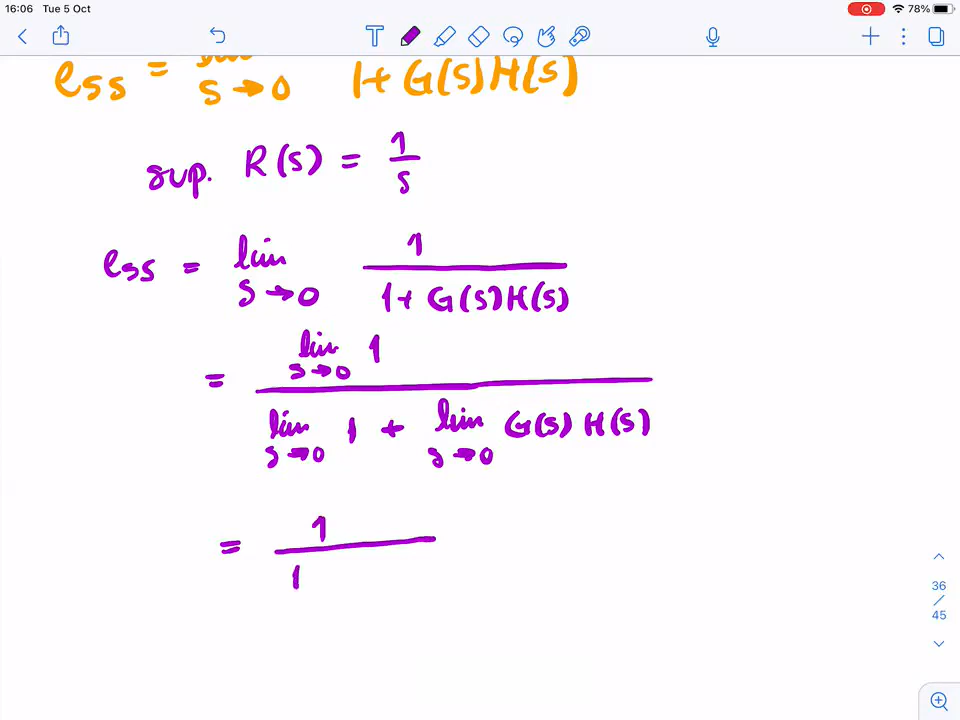 16:06 Tue 5 Oct 78%
T
ess = lim
s→0 1+G(s)H(s)
sup. R(s) = 1/s
ess = lim s→0 1
1+G(s)H(s)
= lim s→0 1
lim s→0 1 + lim s→0 G(s)H(s)
= 1
1
36
/
45